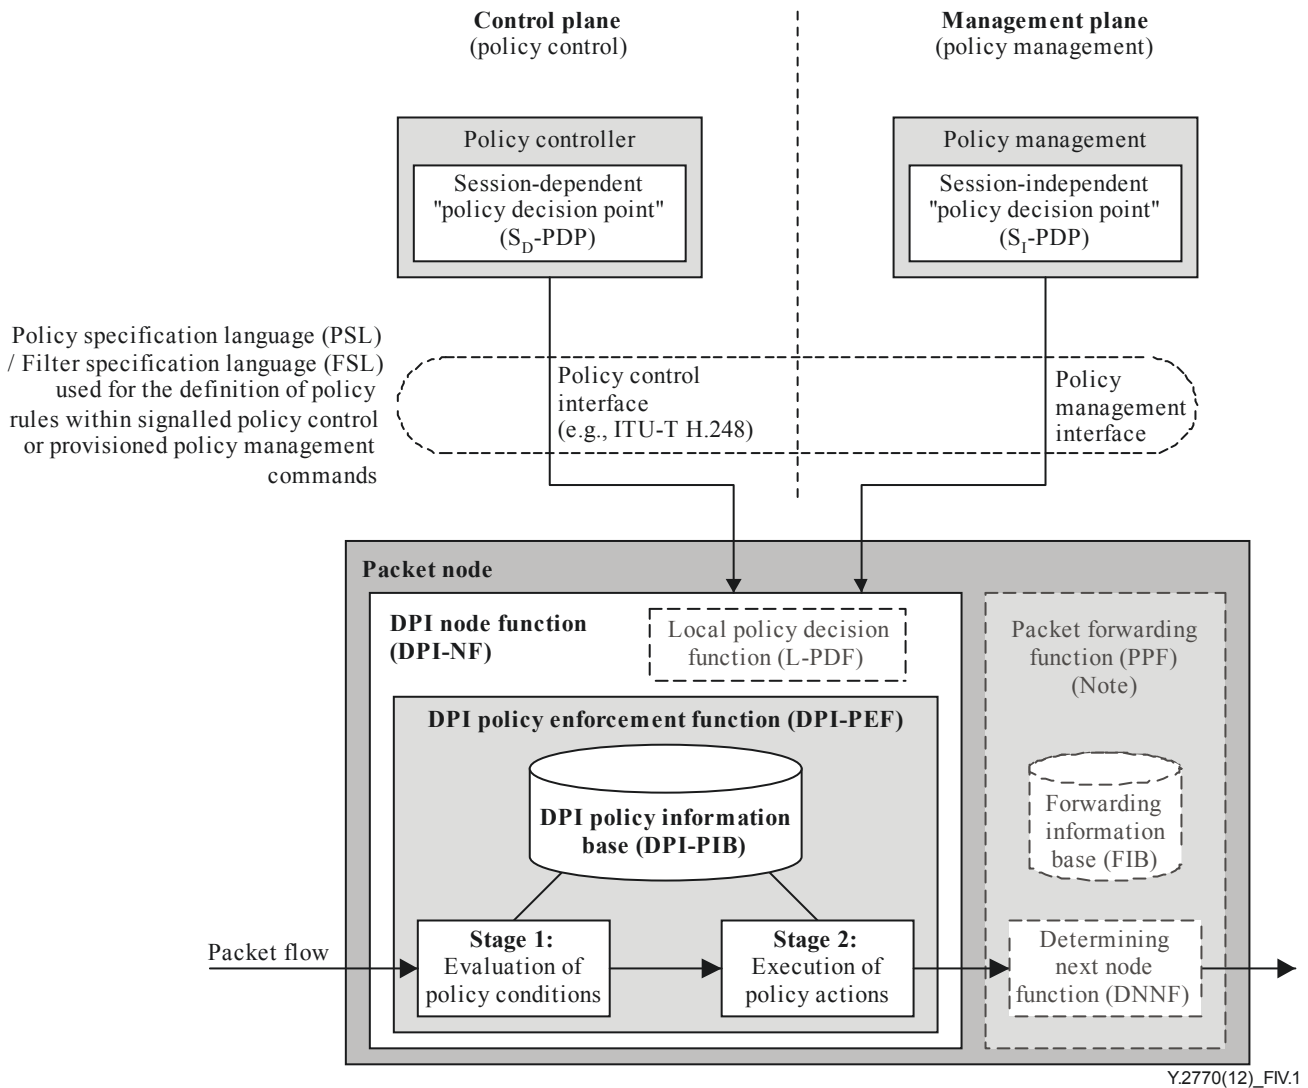 Control plane
(policy control)
Management plane
(policy management)
Policy controller
Session-dependent
"policy decision point"
(S_D-PDP)
Policy management
Session-independent
"policy decision point"
(S_I-PDP)
Policy specification language (PSL)
/ Filter specification language (FSL)
used for the definition of policy
rules within signalled policy control
or provisioned policy management
commands
Policy control
interface
(e.g., ITU-T H.248)
Policy
management
interface
Packet node
DPI node function
(DPI-NF)
Local policy decision
function (L-PDF)
Packet forwarding
function (PPF)
(Note)
DPI policy enforcement function (DPI-PEF)
DPI policy information
base (DPI-PIB)
Forwarding
information
base (FIB)
Packet flow
Stage 1:
Evaluation of
policy conditions
Stage 2:
Execution of
policy actions
Determining
next node
function (DNNF)
Y.2770(12)_FIV.1